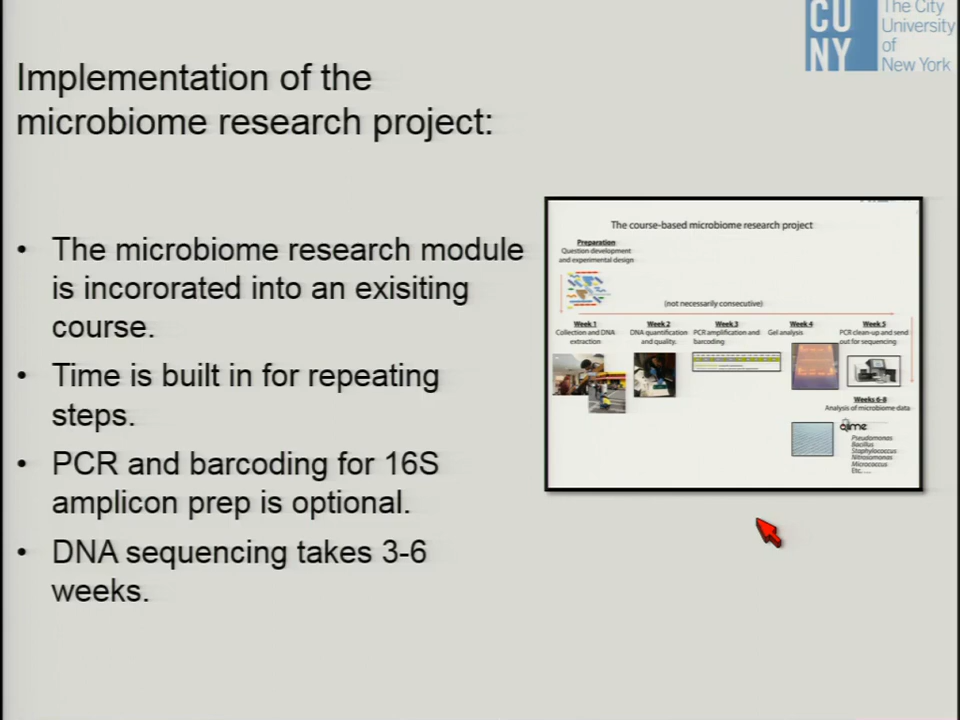 CU
NY
The City
University
of
New York
Implementation of the
microbiome research project:
• The microbiome research module
is incororated into an exisiting
course.
• Time is built in for repeating
steps.
• PCR and barcoding for 16S
amplicon prep is optional.
• DNA sequencing takes 3-6
weeks.
The course-based microbiome research project
Preparation
Question development
and experimental design
(not necessarily consecutive)
Week 1
Collection and DNA
extraction
Week 2
DNA quantification
and quality.
Week 3
PCR amplification and
barcoding
Week 4
Gel analysis
Week 5
PCR clean-up and send
out for sequencing
Weeks 6-8
Analysis of microbiome data
qiime
Pseudomonas
Bacillus
Staphylococcus
Nitrosomonas
Micrococcus
Etc. ...